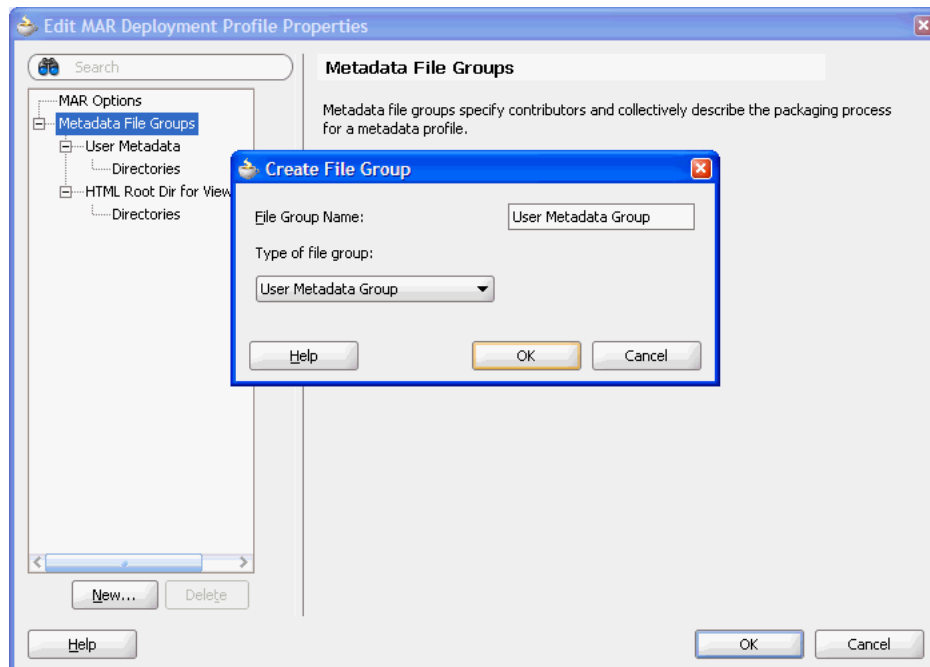 Edit MAR Deployment Profile Properties
Search
MAR Options
Metadata File Groups
User Metadata
Directories
HTML Root Dir for View
Directories
New...
Delete
Metadata File Groups
Metadata file groups specify contributors and collectively describe the packaging process
for a metadata profile.
Create File Group
File Group Name:
User Metadata Group
Type of file group:
User Metadata Group
Help
OK
Cancel
Help
OK
Cancel